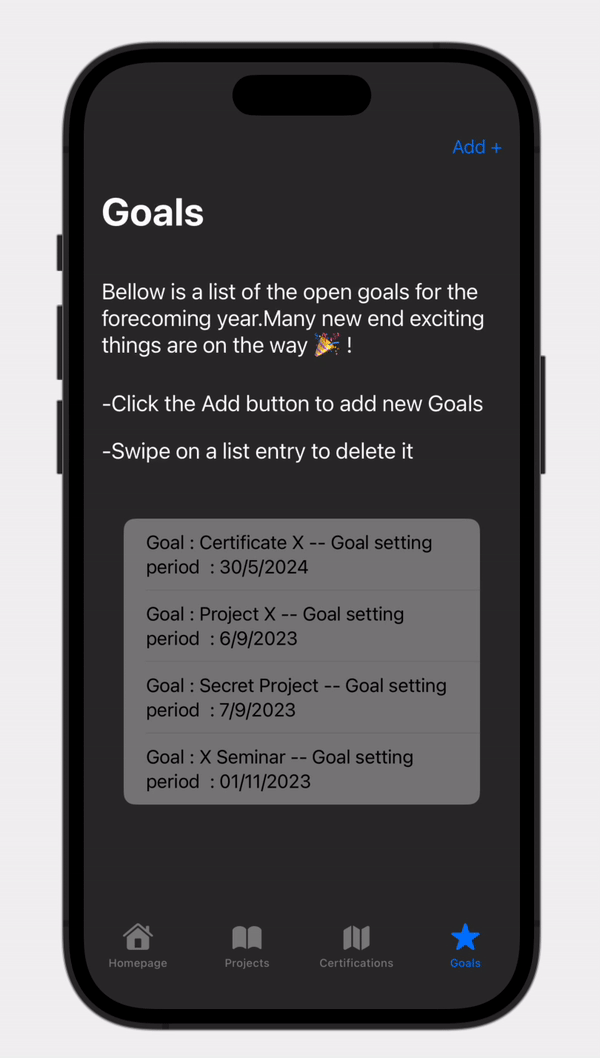 Add +
Goals
Bellow is a list of the open goals for the
forecoming year.Many new end exciting
things are on the way 🎉 !
-Click the Add button to add new Goals
-Swipe on a list entry to delete it
Goal : Certificate X -- Goal setting
period  : 30/5/2024
Goal : Project X -- Goal setting
period  : 6/9/2023
Goal : Secret Project -- Goal setting
period  : 7/9/2023
Goal : X Seminar -- Goal setting
period  : 01/11/2023
Homepage
Projects
Certifications
Goals